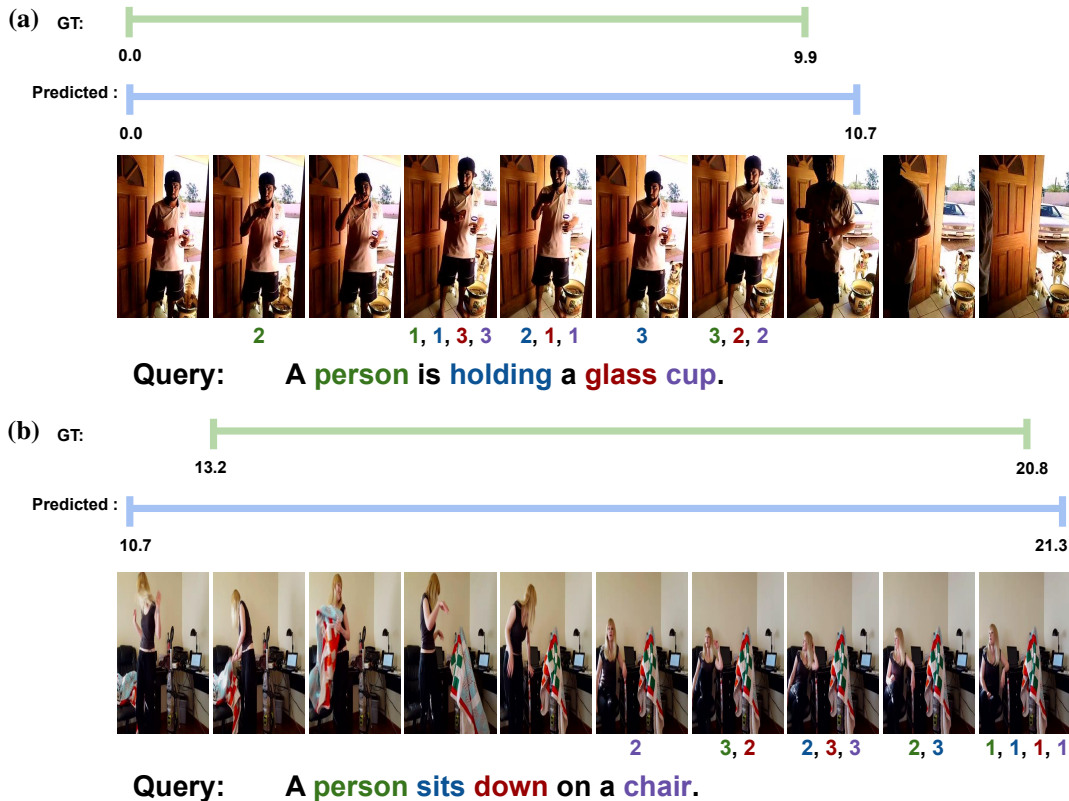 (a) GT:
0.0 9.9
Predicted :
0.0 10.7
2 1, 1, 3, 3 2, 1, 1 3 3, 2, 2
Query: A person is holding a glass cup.
(b) GT:
13.2 20.8
Predicted :
10.7 21.3
2 3, 2 2, 3, 3 2, 3 1, 1, 1, 1
Query: A person sits down on a chair.